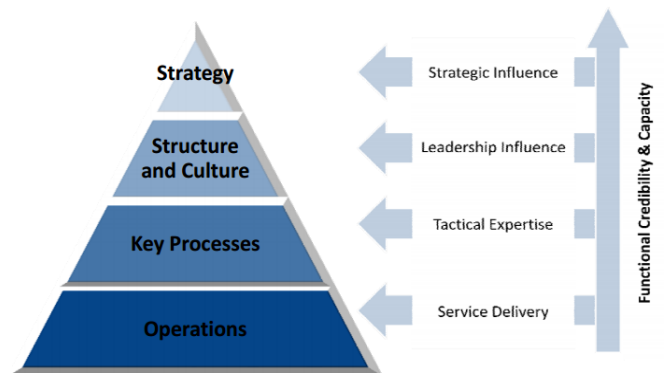 Strategy
Strategic Influence
Structure
and Culture
Leadership Influence
Key Processes
Tactical Expertise
Operations
Service Delivery
Functional Credibility & Capacity